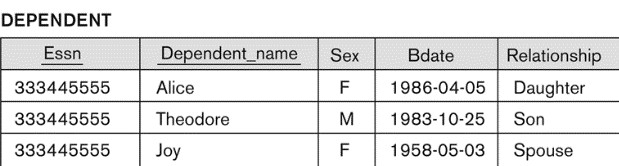 DEPENDENT
Essn Dependent_name Sex Bdate Relationship
333445555 Alice F 1986-04-05 Daughter
333445555 Theodore M 1983-10-25 Son
333445555 Joy F 1958-05-03 Spouse